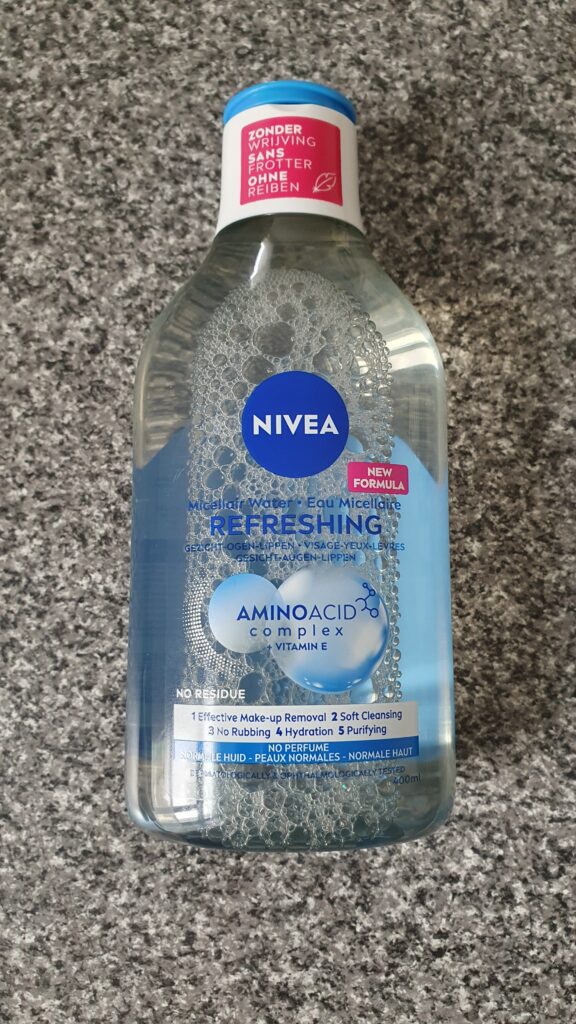 ZONDER
WRIJVING
SANS
FROTTER
OHNE
REIBEN
NIVEA
NEW
FORMULA
Micellair Water • Eau Micellaire
REFRESHING
GEZICHT-OGEN-LIPPEN • VISAGE-YEUX-LÈVRES
GESICHT-AUGEN-LIPPEN
AMINOACID
complex
+ VITAMIN E
NO RESIDUE
1 Effective Make-up Removal 2 Soft Cleansing
3 No Rubbing 4 Hydration 5 Purifying
NO PERFUME
NORMALE HUID - PEAUX NORMALES - NORMALE HAUT
DERMATOLOGICALLY & OPHTHALMOLOGICALLY TESTED
400ml